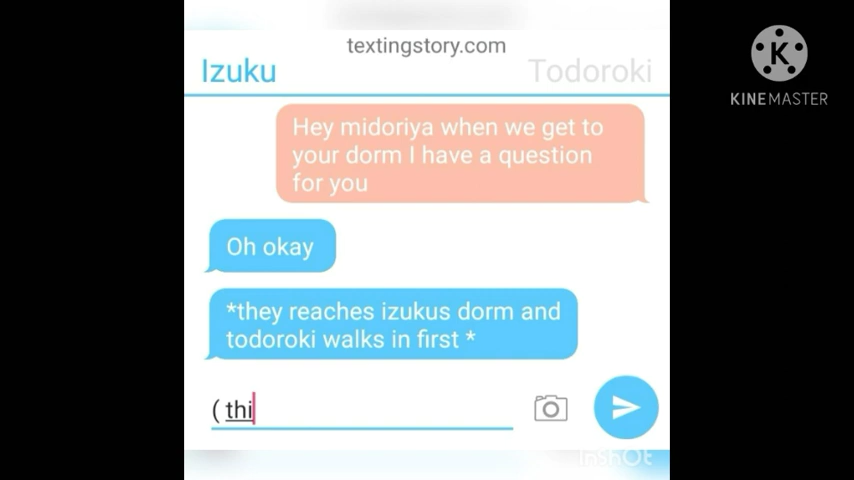 textingstory.com
Izuku
Todoroki
K
KINEMASTER
Hey midoriya when we get to
your dorm I have a question
for you
Oh okay
*they reaches izukus dorm and
todoroki walks in first *
( thi
InShOt